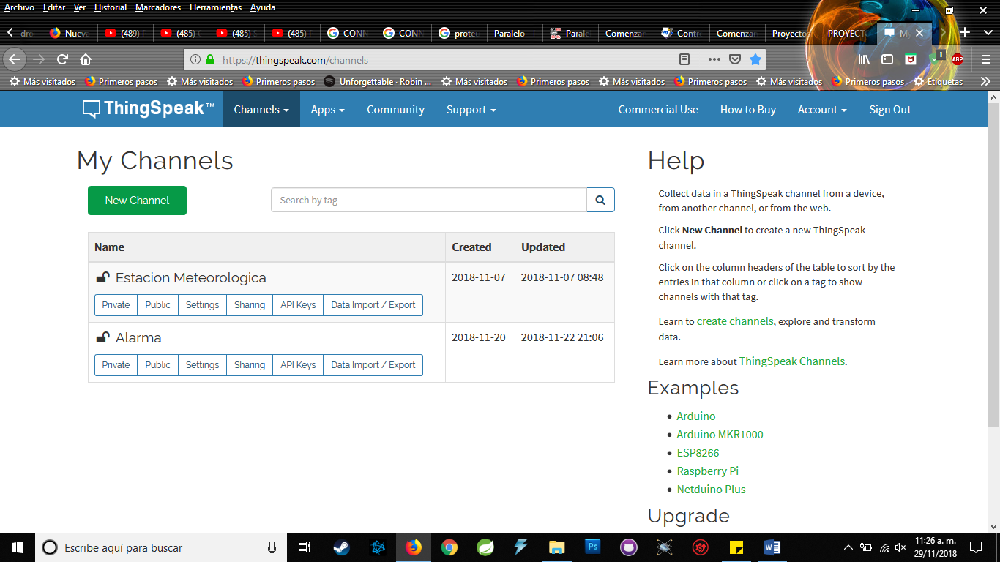 Archivo Editar Ver Historial Marcadores Herramientas Ayuda
Nueva (489) (485) (485) (485) CONN CONN proteu Paralelo - Parale Comenzar Contro Comenzar Proyectos PROYECTO My
https://thingspeak.com/channels 1 ABP
Más visitados Primeros pasos Más visitados Primeros pasos Unforgettable · Robin ... Más visitados Primeros pasos Más visitados Primeros pasos Más visitados Primeros pasos Etiquetas
ThingSpeak™ Channels Apps Community Support Commercial Use How to Buy Account Sign Out
My Channels
New Channel
Search by tag
Name Created Updated
Estacion Meteorologica 2018-11-07 2018-11-07 08:48
Private Public Settings Sharing API Keys Data Import / Export
Alarma 2018-11-20 2018-11-22 21:06
Private Public Settings Sharing API Keys Data Import / Export
Help
Collect data in a ThingSpeak channel from a device,
from another channel, or from the web.
Click New Channel to create a new ThingSpeak
channel.
Click on the column headers of the table to sort by the
entries in that column or click on a tag to show
channels with that tag.
Learn to create channels, explore and transform
data.
Learn more about ThingSpeak Channels.
Examples
Arduino
Arduino MKR1000
ESP8266
Raspberry Pi
Netduino Plus
Upgrade
Escribe aquí para buscar
Ps
11:26 a. m.
29/11/2018